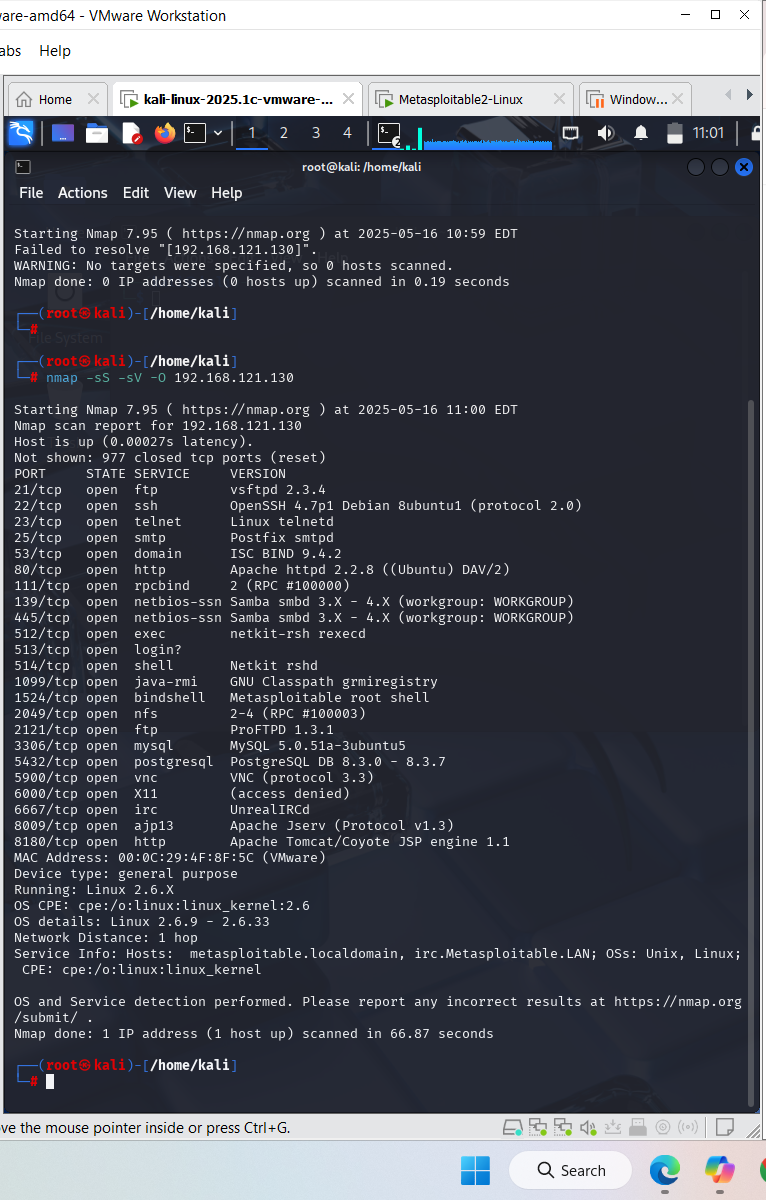 are-amd64 - VMware Workstation
abs Help
Home kali-linux-2025.1c-vmware-... Metasploitable2-Linux Window...
1 2 3 4 2 11:01
root@kali: /home/kali
File Actions Edit View Help
Starting Nmap 7.95 ( https://nmap.org ) at 2025-05-16 10:59 EDT
Failed to resolve "[192.168.121.130]".
WARNING: No targets were specified, so 0 hosts scanned.
Nmap done: 0 IP addresses (0 hosts up) scanned in 0.19 seconds
┌──(root㉿kali)-[/home/kali]
└─#
File System
┌──(root㉿kali)-[/home/kali]
└─# nmap -sS -sV -O 192.168.121.130
Starting Nmap 7.95 ( https://nmap.org ) at 2025-05-16 11:00 EDT
Nmap scan report for 192.168.121.130
Host is up (0.00027s latency).
Not shown: 977 closed tcp ports (reset)
PORT     STATE SERVICE     VERSION
21/tcp   open  ftp         vsftpd 2.3.4
22/tcp   open  ssh         OpenSSH 4.7p1 Debian 8ubuntu1 (protocol 2.0)
23/tcp   open  telnet      Linux telnetd
25/tcp   open  smtp        Postfix smtpd
53/tcp   open  domain      ISC BIND 9.4.2
80/tcp   open  http        Apache httpd 2.2.8 ((Ubuntu) DAV/2)
111/tcp  open  rpcbind     2 (RPC #100000)
139/tcp  open  netbios-ssn Samba smbd 3.X - 4.X (workgroup: WORKGROUP)
445/tcp  open  netbios-ssn Samba smbd 3.X - 4.X (workgroup: WORKGROUP)
512/tcp  open  exec        netkit-rsh rexecd
513/tcp  open  login?
514/tcp  open  shell       Netkit rshd
1099/tcp open  java-rmi    GNU Classpath grmiregistry
1524/tcp open  bindshell   Metasploitable root shell
2049/tcp open  nfs         2-4 (RPC #100003)
2121/tcp open  ftp         ProFTPD 1.3.1
3306/tcp open  mysql       MySQL 5.0.51a-3ubuntu5
5432/tcp open  postgresql  PostgreSQL DB 8.3.0 - 8.3.7
5900/tcp open  vnc         VNC (protocol 3.3)
6000/tcp open  X11         (access denied)
6667/tcp open  irc         UnrealIRCd
8009/tcp open  ajp13       Apache Jserv (Protocol v1.3)
8180/tcp open  http        Apache Tomcat/Coyote JSP engine 1.1
MAC Address: 00:0C:29:4F:8F:5C (VMware)
Device type: general purpose
Running: Linux 2.6.X
OS CPE: cpe:/o:linux:linux_kernel:2.6
OS details: Linux 2.6.9 - 2.6.33
Network Distance: 1 hop
Service Info: Hosts:  metasploitable.localdomain, irc.Metasploitable.LAN; OSs: Unix, Linux;
 CPE: cpe:/o:linux:linux_kernel
OS and Service detection performed. Please report any incorrect results at https://nmap.org
/submit/ .
Nmap done: 1 IP address (1 host up) scanned in 66.87 seconds
┌──(root㉿kali)-[/home/kali]
└─#
ve the mouse pointer inside or press Ctrl+G.
Search